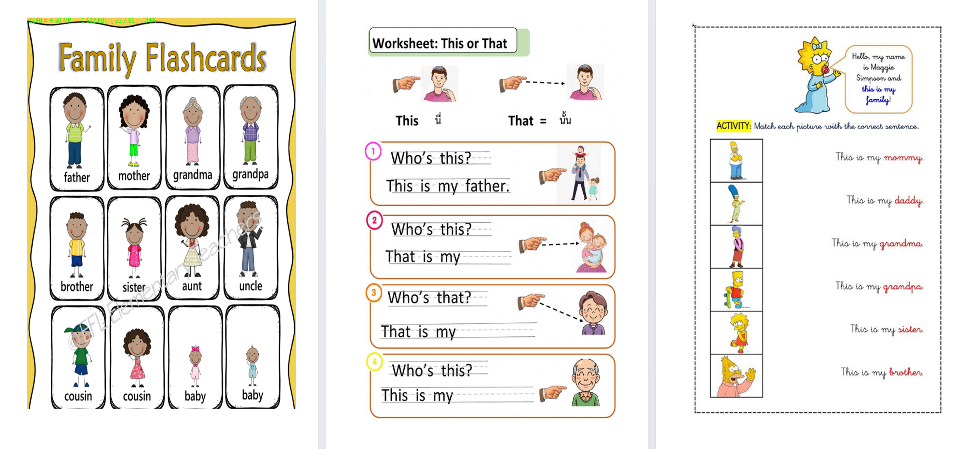 Family Flashcards
father
mother
grandma
grandpa
brother
sister
aunt
uncle
cousin
cousin
baby
baby
Worksheet: This or That
This นี่
That = นั้น
1
Who's this?
This is my father.
2
Who's this?
That is my
3
Who's that?
That is my
4
Who's this?
This is my
Hello, my name
is Maggie
Simpson and
this is my
family!
ACTIVITY: Match each picture with the correct sentence.
This is my mommy.
This is my daddy.
This is my grandma.
This is my grandpa.
This is my sister.
This is my brother.